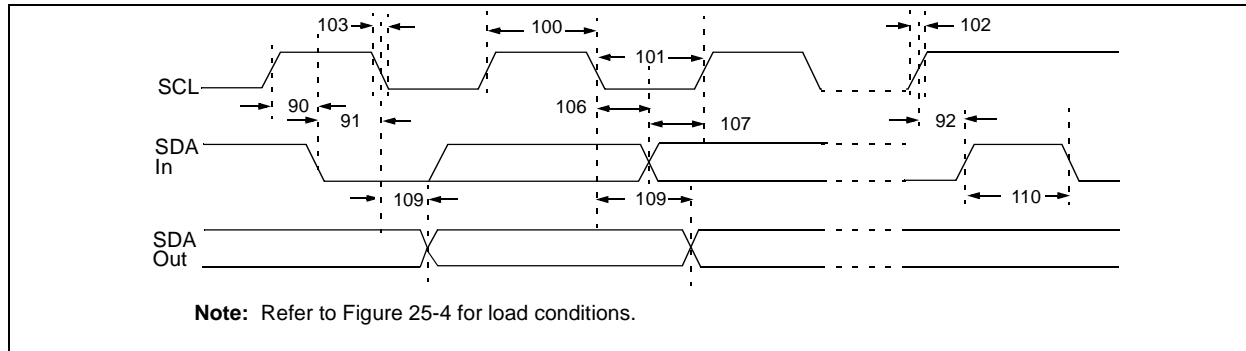 103
100
102
101
SCL
90
106
91
107
92
SDA
In
109
109
110
SDA
Out
Note: Refer to Figure 25-4 for load conditions.